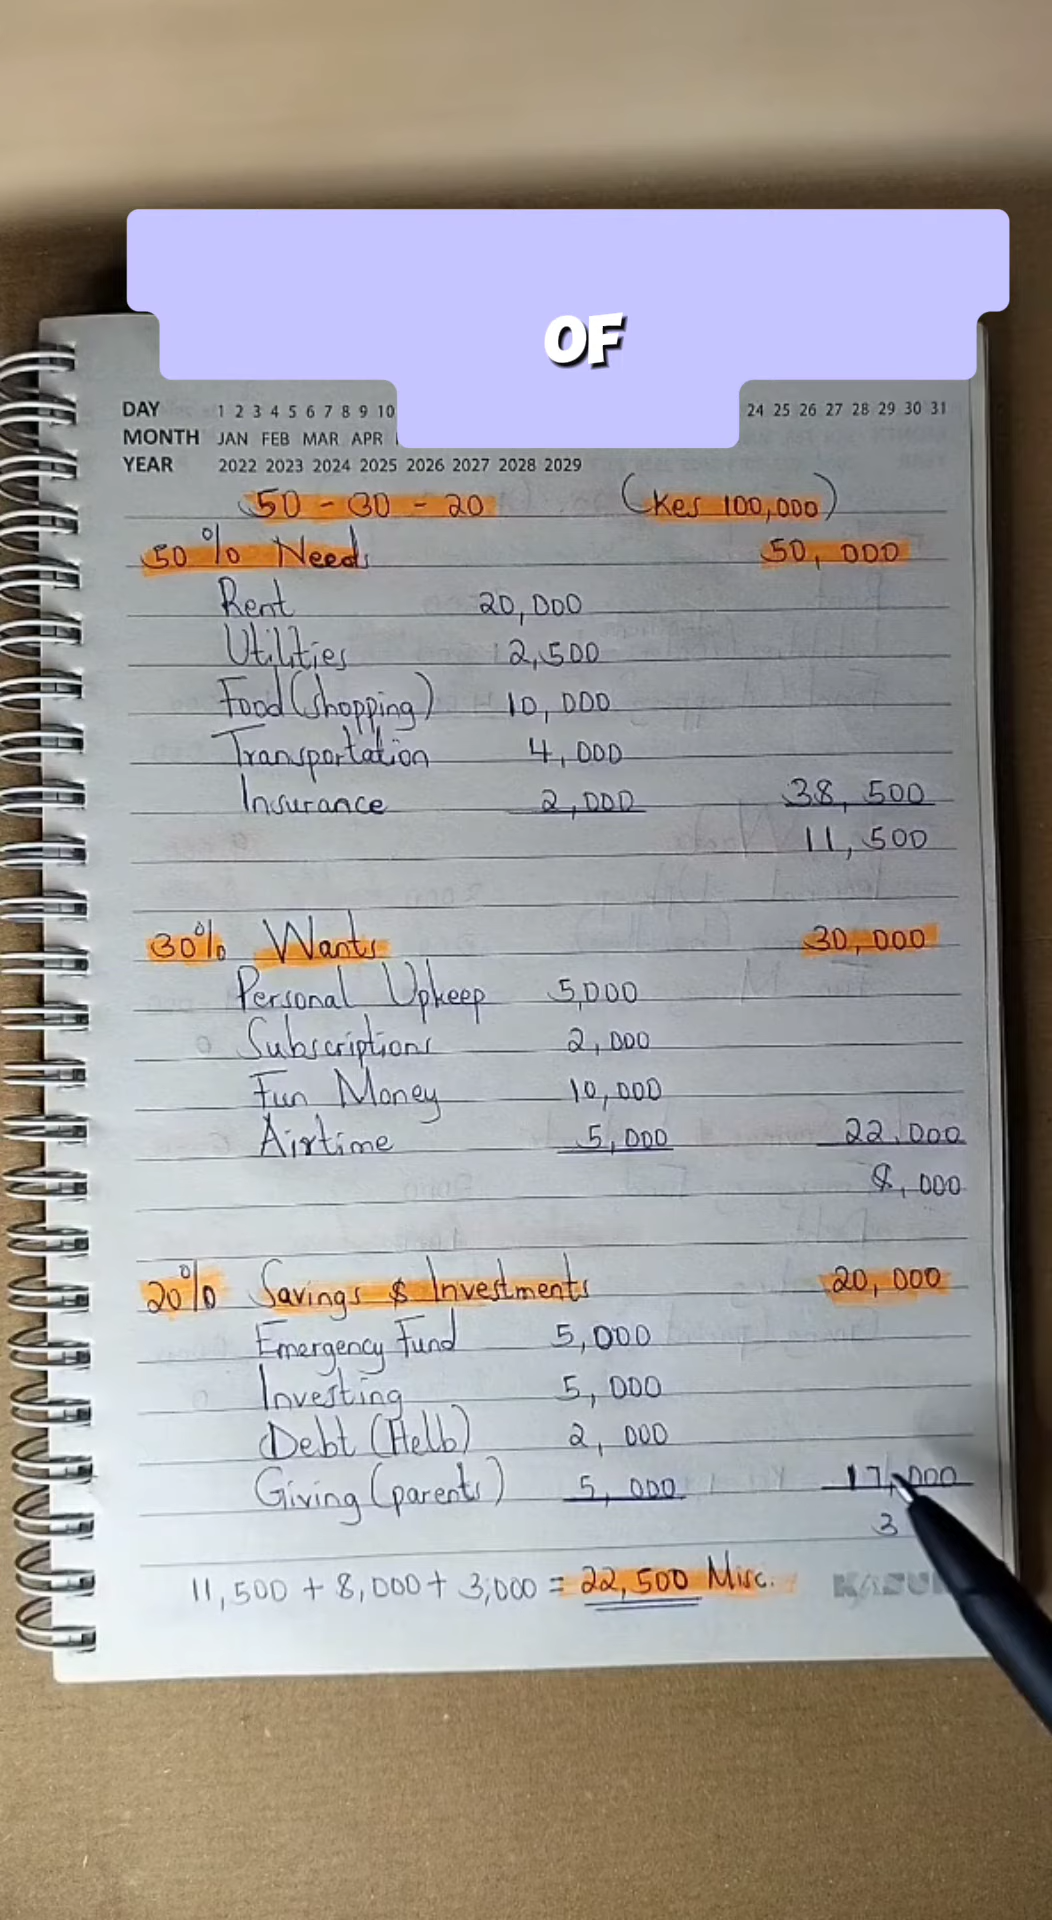 OF
DAY 1 2 3 4 5 6 7 8 9 10 24 25 26 27 28 29 30 31
MONTH JAN FEB MAR APR
YEAR 2022 2023 2024 2025 2026 2027 2028 2029
50 - 30 - 20 (Kes 100,000)
50% Needs 50,000
Rent 20,000
Utilities 2,500
Food (shopping) 10,000
Transportation 4,000
Insurance 2,000 38,500
11,500
30% Wants 30,000
Personal Upkeep 5,000
Subscriptions 2,000
Fun Money 10,000
Airtime 5,000 22,000
8,000
20% Savings & Investments 20,000
Emergency Fund 5,000
Investing 5,000
Debt (Helb) 2,000
Giving (parents) 5,000 17,000
3
11,500 + 8,000 + 3,000 = 22,500 Misc.